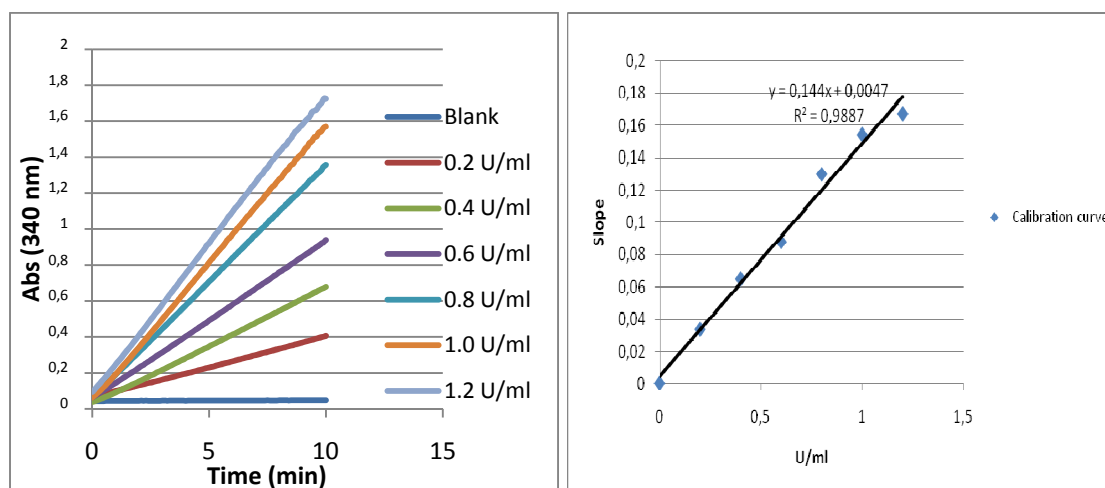 2
1,8
1,6
1,4
1,2
1
0,8
0,6
0,4
0,2
0
Abs (340 nm)
0 5 10 15
Time (min)
Blank
0.2 U/ml
0.4 U/ml
0.6 U/ml
0.8 U/ml
1.0 U/ml
1.2 U/ml
0,2
0,18
0,16
0,14
0,12
0,1
0,08
0,06
0,04
0,02
0
Slope
y = 0,144x + 0,0047
R² = 0,9887
0 0,5 1 1,5
U/ml
Calibration curve